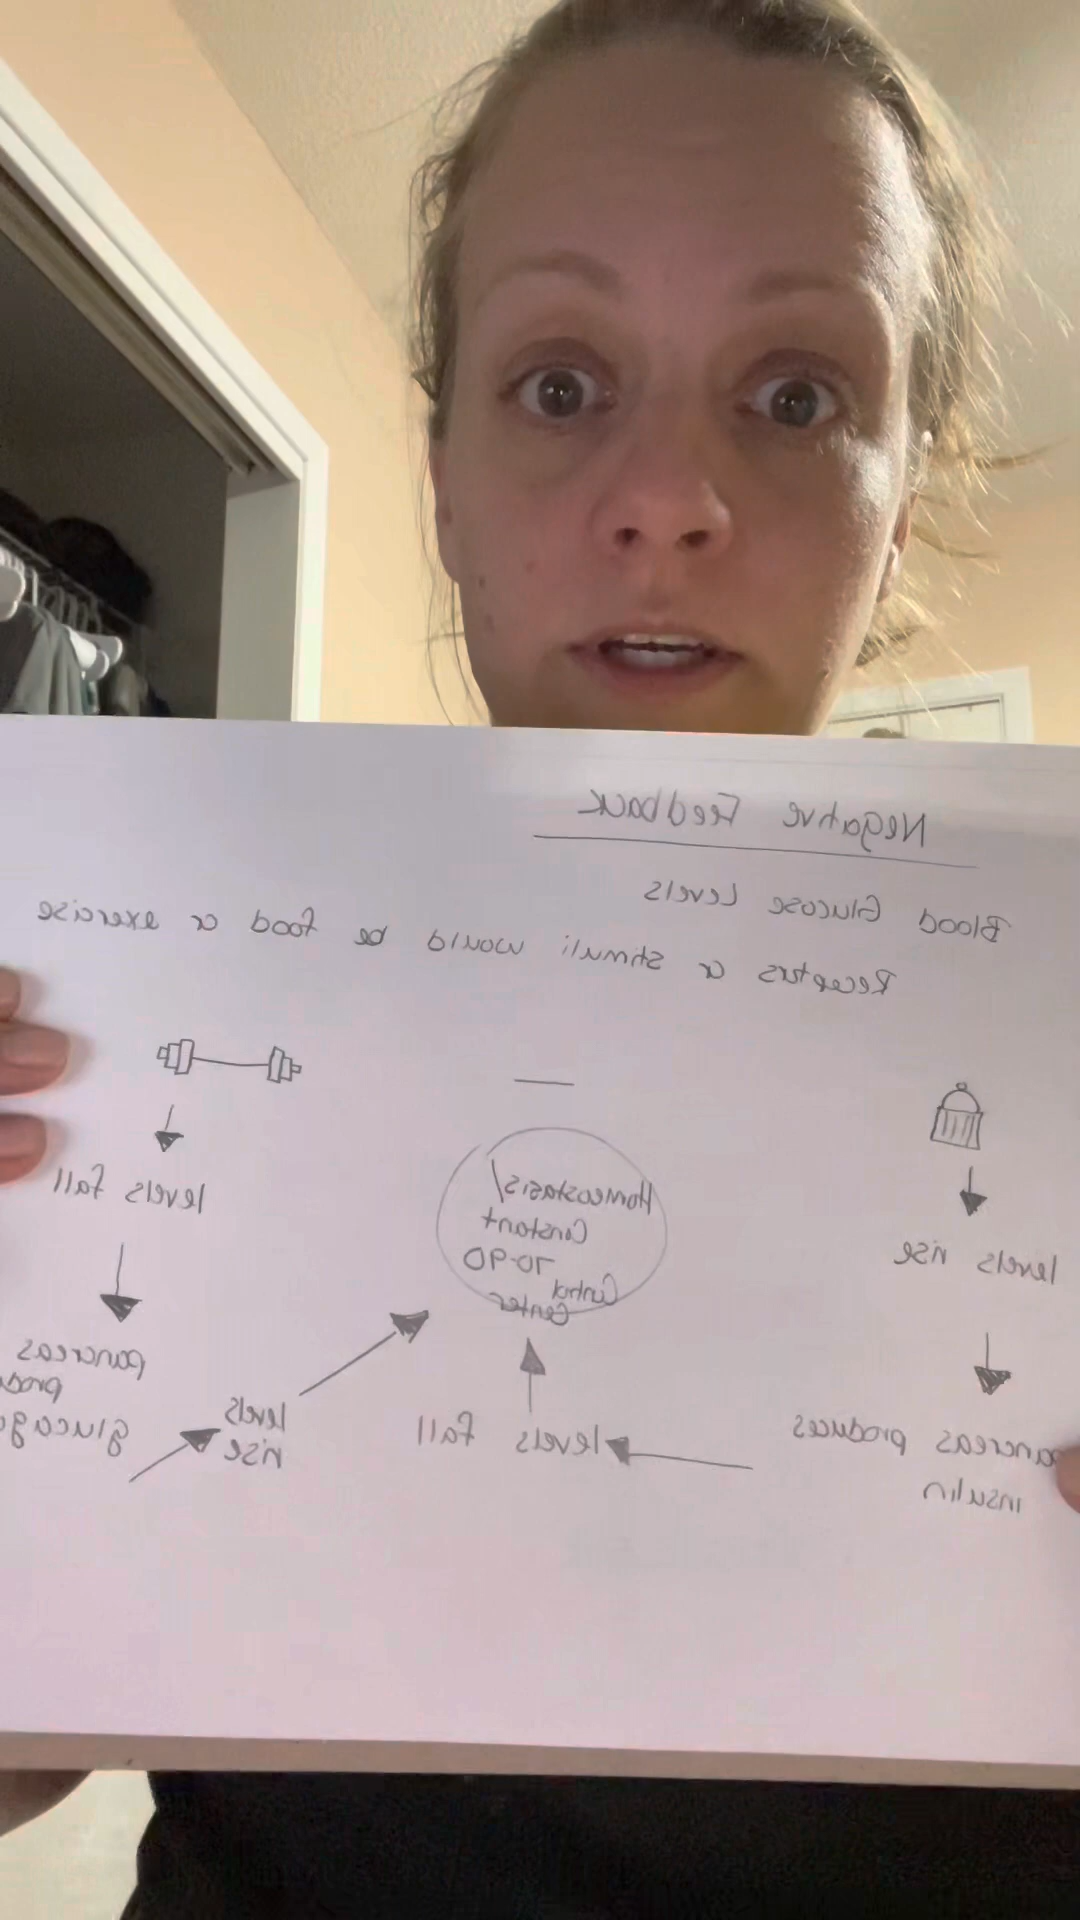 Negative Feedback
Blood Glucose Levels
Receptors or stimuli would be food or exercise
levels rise
pancreas produces
insulin
levels fall
Homeostasis/
Constant
70-90
Control
Center
levels fall
pancreas
levels
rise